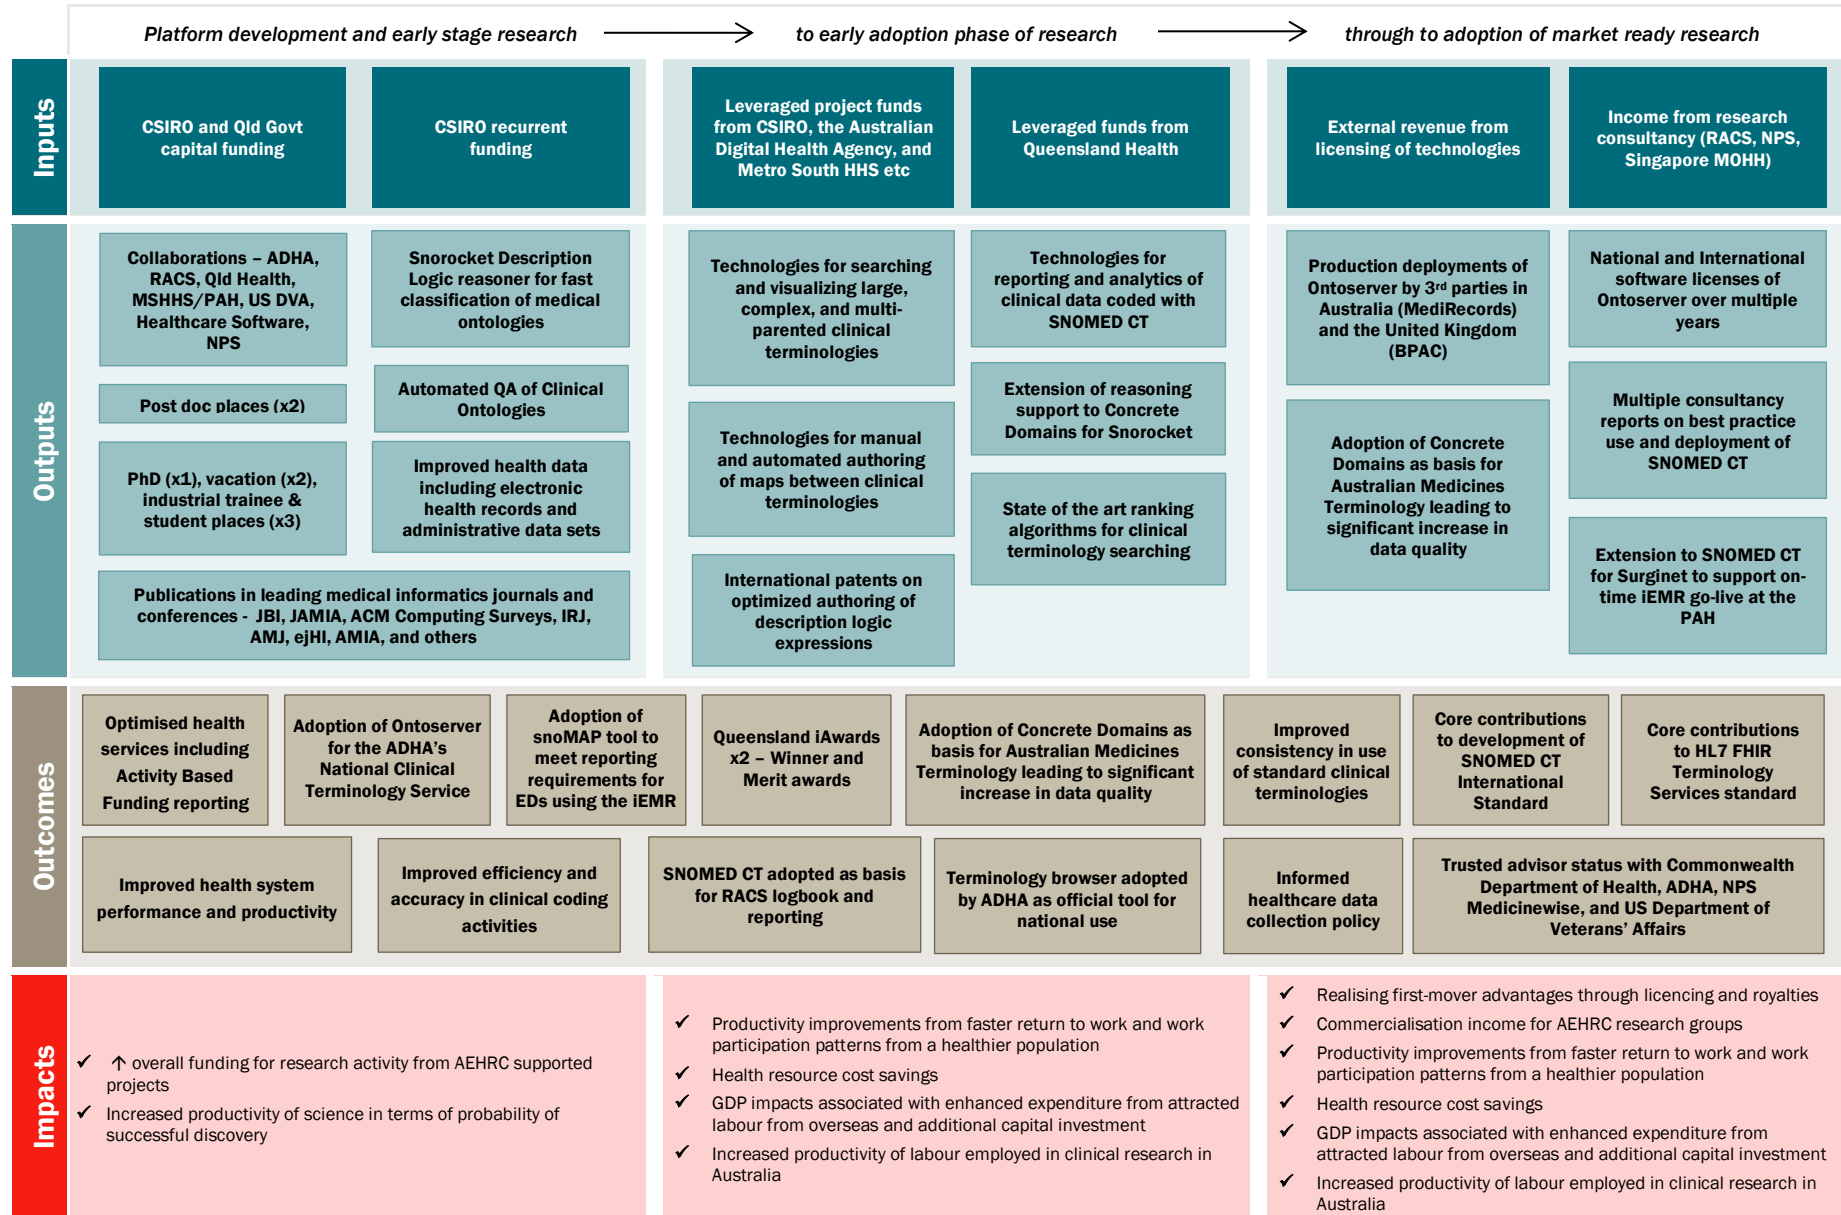 Platform development and early stage research
to early adoption phase of research
through to adoption of market ready research
Inputs
CSIRO and Qld Govt
capital funding
CSIRO recurrent
funding
Leveraged project funds
from CSIRO, the Australian
Digital Health Agency, and
Metro South HHS etc
Leveraged funds from
Queensland Health
External revenue from
licensing of technologies
Income from research
consultancy (RACS, NPS,
Singapore MOHH)
Outputs
Collaborations – ADHA,
RACS, Qld Health,
MSHHS/PAH, US DVA,
Healthcare Software,
NPS
Post doc places (x2)
PhD (x1), vacation (x2),
industrial trainee &
student places (x3)
Snorocket Description
Logic reasoner for fast
classification of medical
ontologies
Automated QA of Clinical
Ontologies
Improved health data
including electronic
health records and
administrative data sets
Publications in leading medical informatics journals and
conferences - JBI, JAMIA, ACM Computing Surveys, IRJ,
AMJ, ejHI, AMIA, and others
Technologies for searching
and visualizing large,
complex, and multi-
parented clinical
terminologies
Technologies for manual
and automated authoring
of maps between clinical
terminologies
International patents on
optimized authoring of
description logic
expressions
Technologies for
reporting and analytics of
clinical data coded with
SNOMED CT
Extension of reasoning
support to Concrete
Domains for Snorocket
State of the art ranking
algorithms for clinical
terminology searching
Production deployments of
Ontoserver by 3rd parties in
Australia (MediRecords)
and the United Kingdom
(BPAC)
Adoption of Concrete
Domains as basis for
Australian Medicines
Terminology leading to
significant increase in
data quality
National and International
software licenses of
Ontoserver over multiple
years
Multiple consultancy
reports on best practice
use and deployment of
SNOMED CT
Extension to SNOMED CT
for Surginet to support on-
time iEMR go-live at the
PAH
Outcomes
Optimised health
services including
Activity Based
Funding reporting
Adoption of Ontoserver
for the ADHA's
National Clinical
Terminology Service
Adoption of
snoMAP tool to
meet reporting
requirements for
EDs using the iEMR
Queensland iAwards
x2 – Winner and
Merit awards
Adoption of Concrete Domains as
basis for Australian Medicines
Terminology leading to significant
increase in data quality
Improved
consistency in use
of standard clinical
terminologies
Core contributions
to development of
SNOMED CT
International
Standard
Core contributions
to HL7 FHIR
Terminology
Services standard
Improved health system
performance and productivity
Improved efficiency and
accuracy in clinical coding
activities
SNOMED CT adopted as basis
for RACS logbook and
reporting
Terminology browser adopted
by ADHA as official tool for
national use
Informed
healthcare data
collection policy
Trusted advisor status with Commonwealth
Department of Health, ADHA, NPS
Medicinewise, and US Department of
Veterans' Affairs
Impacts
✓ ↑ overall funding for research activity from AEHRC supported
projects
✓ Increased productivity of science in terms of probability of
successful discovery
✓ Productivity improvements from faster return to work and work
participation patterns from a healthier population
✓ Health resource cost savings
✓ GDP impacts associated with enhanced expenditure from attracted
labour from overseas and additional capital investment
✓ Increased productivity of labour employed in clinical research in
Australia
✓ Realising first-mover advantages through licencing and royalties
✓ Commercialisation income for AEHRC research groups
✓ Productivity improvements from faster return to work and work
participation patterns from a healthier population
✓ Health resource cost savings
✓ GDP impacts associated with enhanced expenditure from
attracted labour from overseas and additional capital investment
✓ Increased productivity of labour employed in clinical research in
Australia